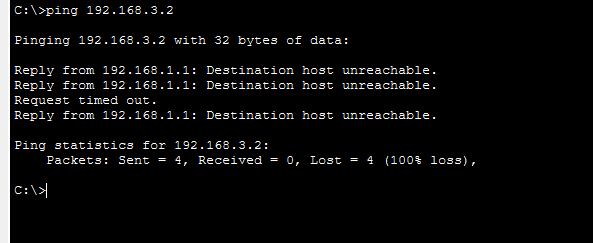 C:\>ping 192.168.3.2
Pinging 192.168.3.2 with 32 bytes of data:
Reply from 192.168.1.1: Destination host unreachable.
Reply from 192.168.1.1: Destination host unreachable.
Request timed out.
Reply from 192.168.1.1: Destination host unreachable.
Ping statistics for 192.168.3.2:
    Packets: Sent = 4, Received = 0, Lost = 4 (100% loss),
C:\>